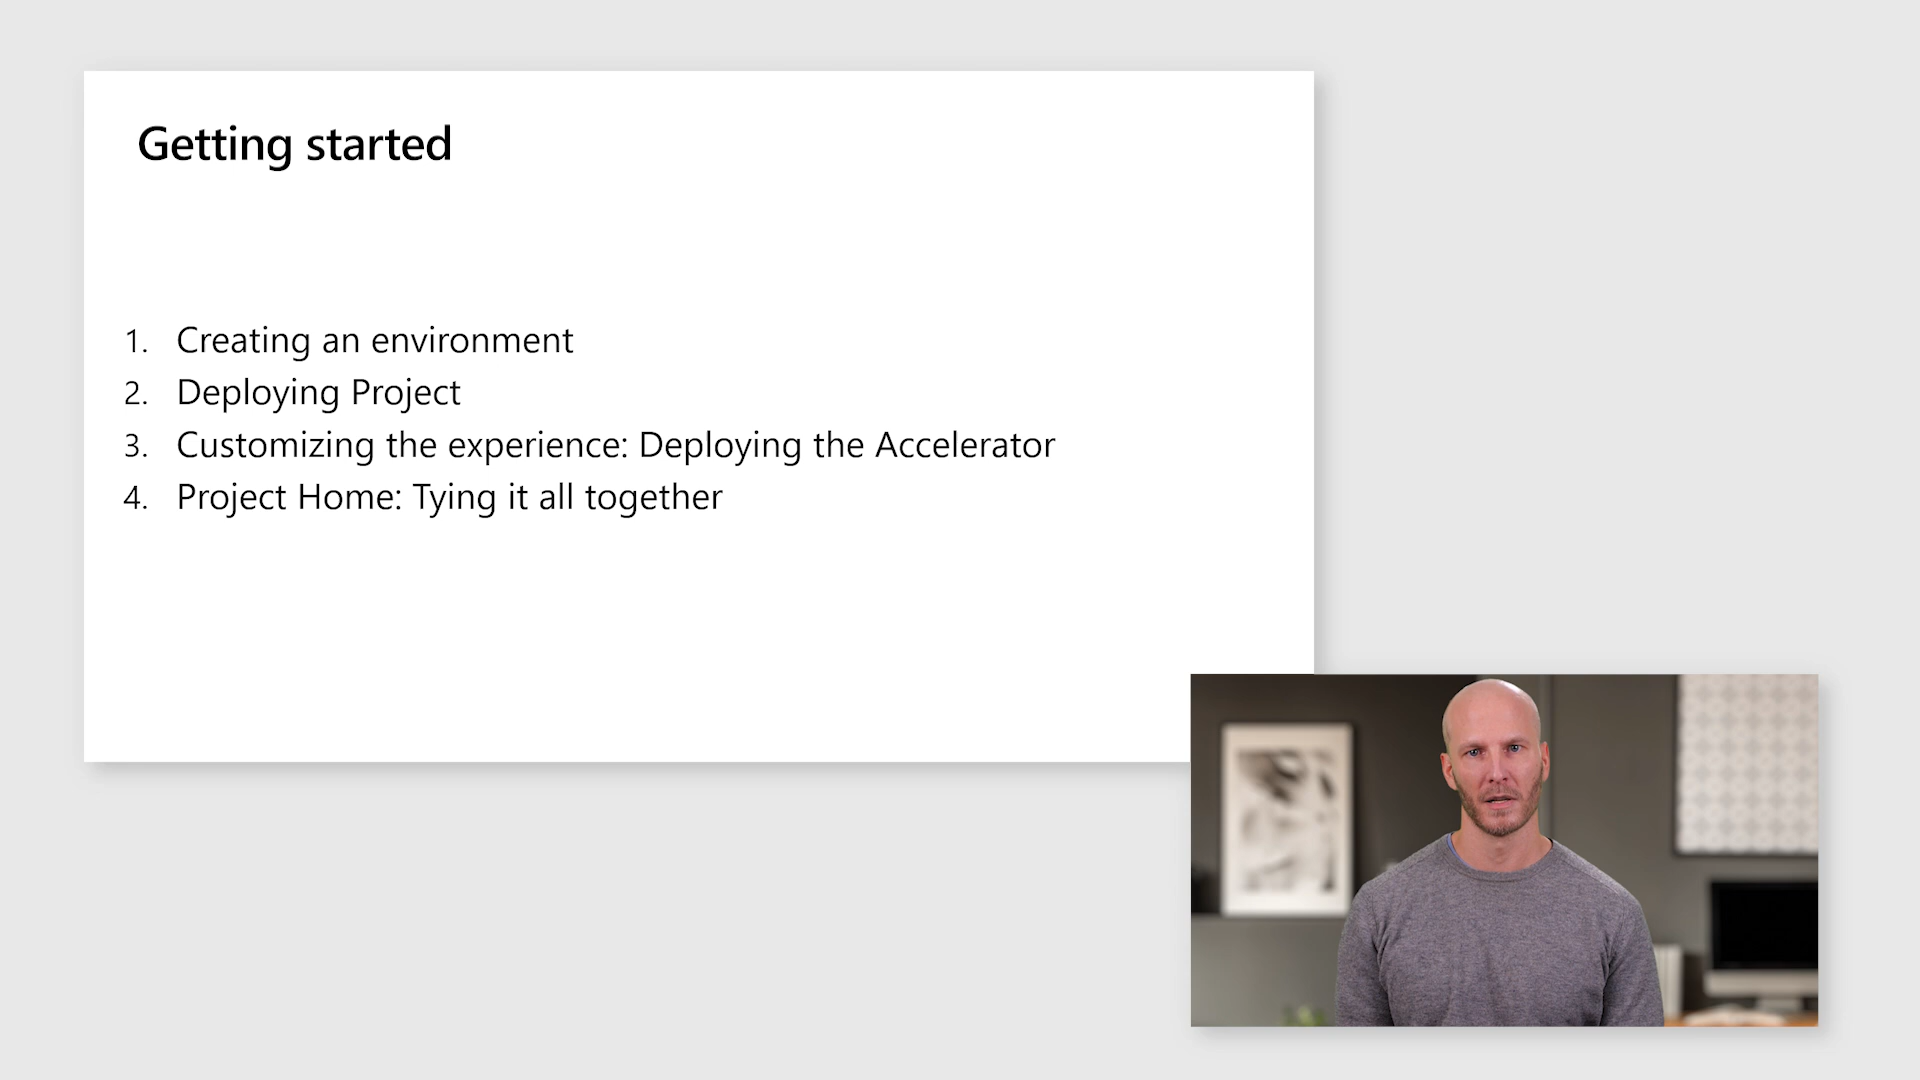 Getting started
1. Creating an environment
2. Deploying Project
3. Customizing the experience: Deploying the Accelerator
4. Project Home: Tying it all together